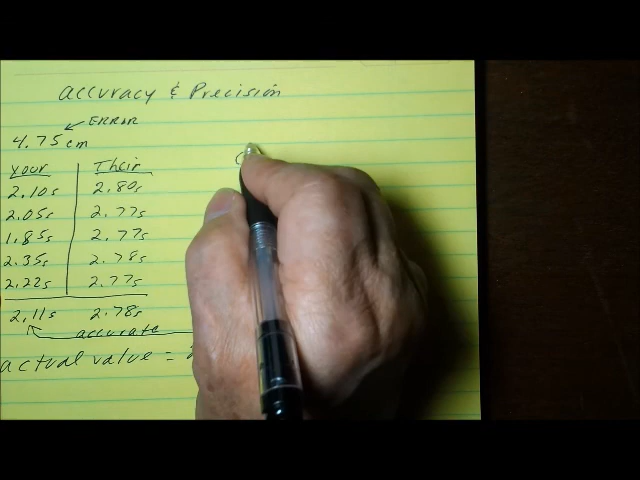 accuracy & Precision
ERROR
4.75cm
Your Their
2.10s 2.80s
2.05s 2.77s
1.85s 2.77s
2.35s 2.78s
2.22s 2.77s
2.11s 2.78s
accurate
actual value =